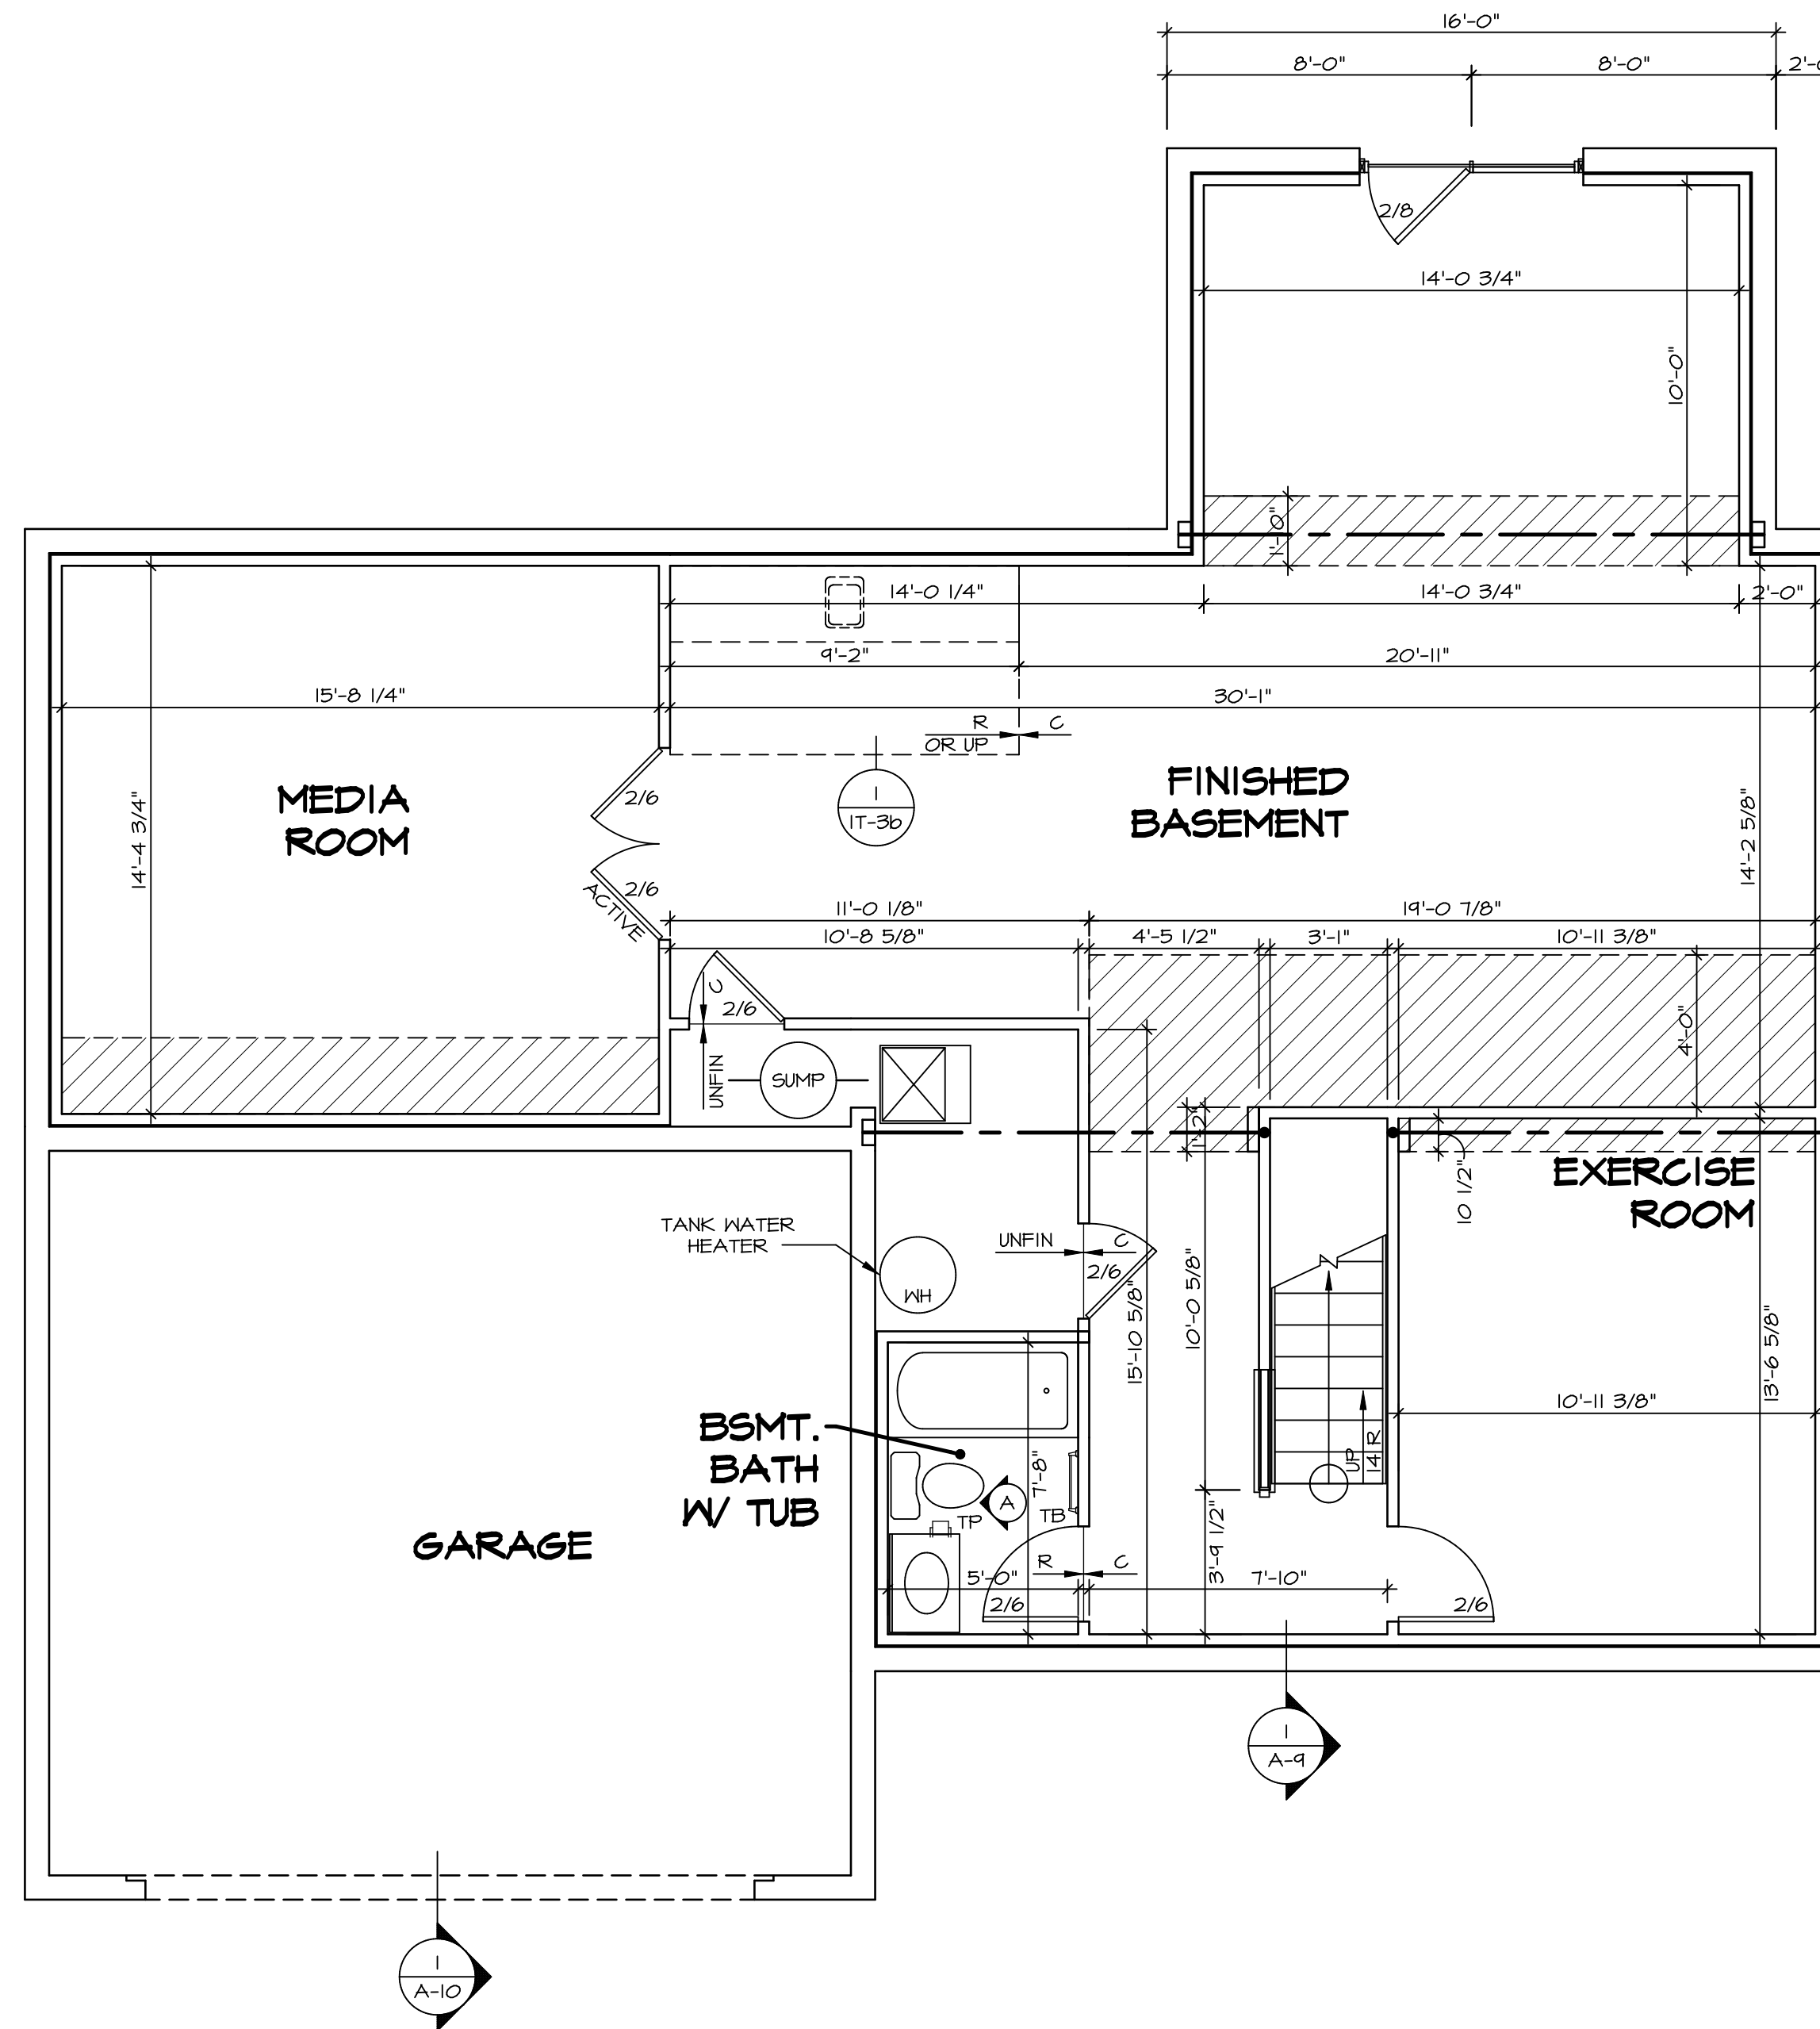 16'-0"
8'-0"
8'-0"
2/8
14'-0 3/4"
10'-0"
1'-10"
14'-0 1/4"
14'-0 3/4"
2'-0"
9'-2"
20'-11"
15'-8 1/4"
30'-1"
R
C
OR UP
MEDIA
ROOM
14'-4 3/4"
2/6
1
IT-3b
FINISHED
BASEMENT
14'-2 5/8"
2/6
ACTIVE
11'-0 1/8"
19'-0 7/8"
10'-8 5/8"
4'-5 1/2"
3'-1"
10'-11 3/8"
C
2/6
UNFIN
SUMP
4'-0"
1'-2"
10 1/2"
EXERCISE
ROOM
TANK WATER
HEATER
WH
UNFIN
C
2/6
15'-10 5/8"
10'-0 5/8"
13'-6 5/8"
10'-11 3/8"
BSMT.
BATH
W/ TUB
7'-8"
UP
14 R
A
TP
TB
GARAGE
R
C
3'-9 1/2"
5'-0"
7'-10"
2/6
2/6
1
A-9
1
A-10